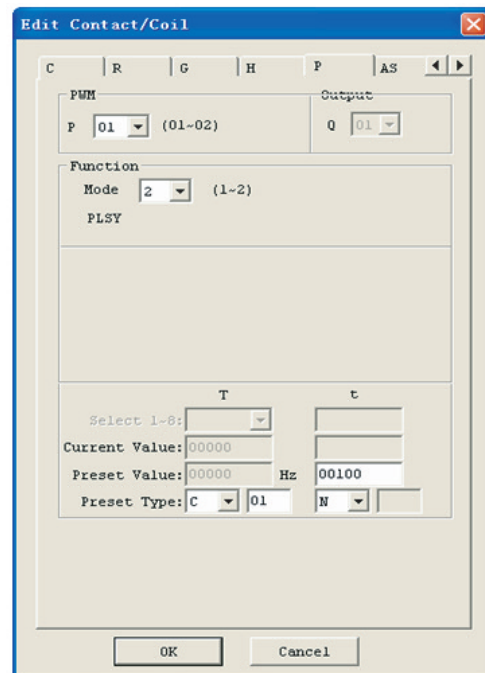 Edit Contact/Coil
C R G H P AS
PWM Output
P 01 (01~02) Q 01
Function
Mode 2 (1~2)
PLSY
T t
Select 1~8:
Current Value: 00000
Preset Value: 00000 Hz 00100
Preset Type: C 01 N
OK Cancel